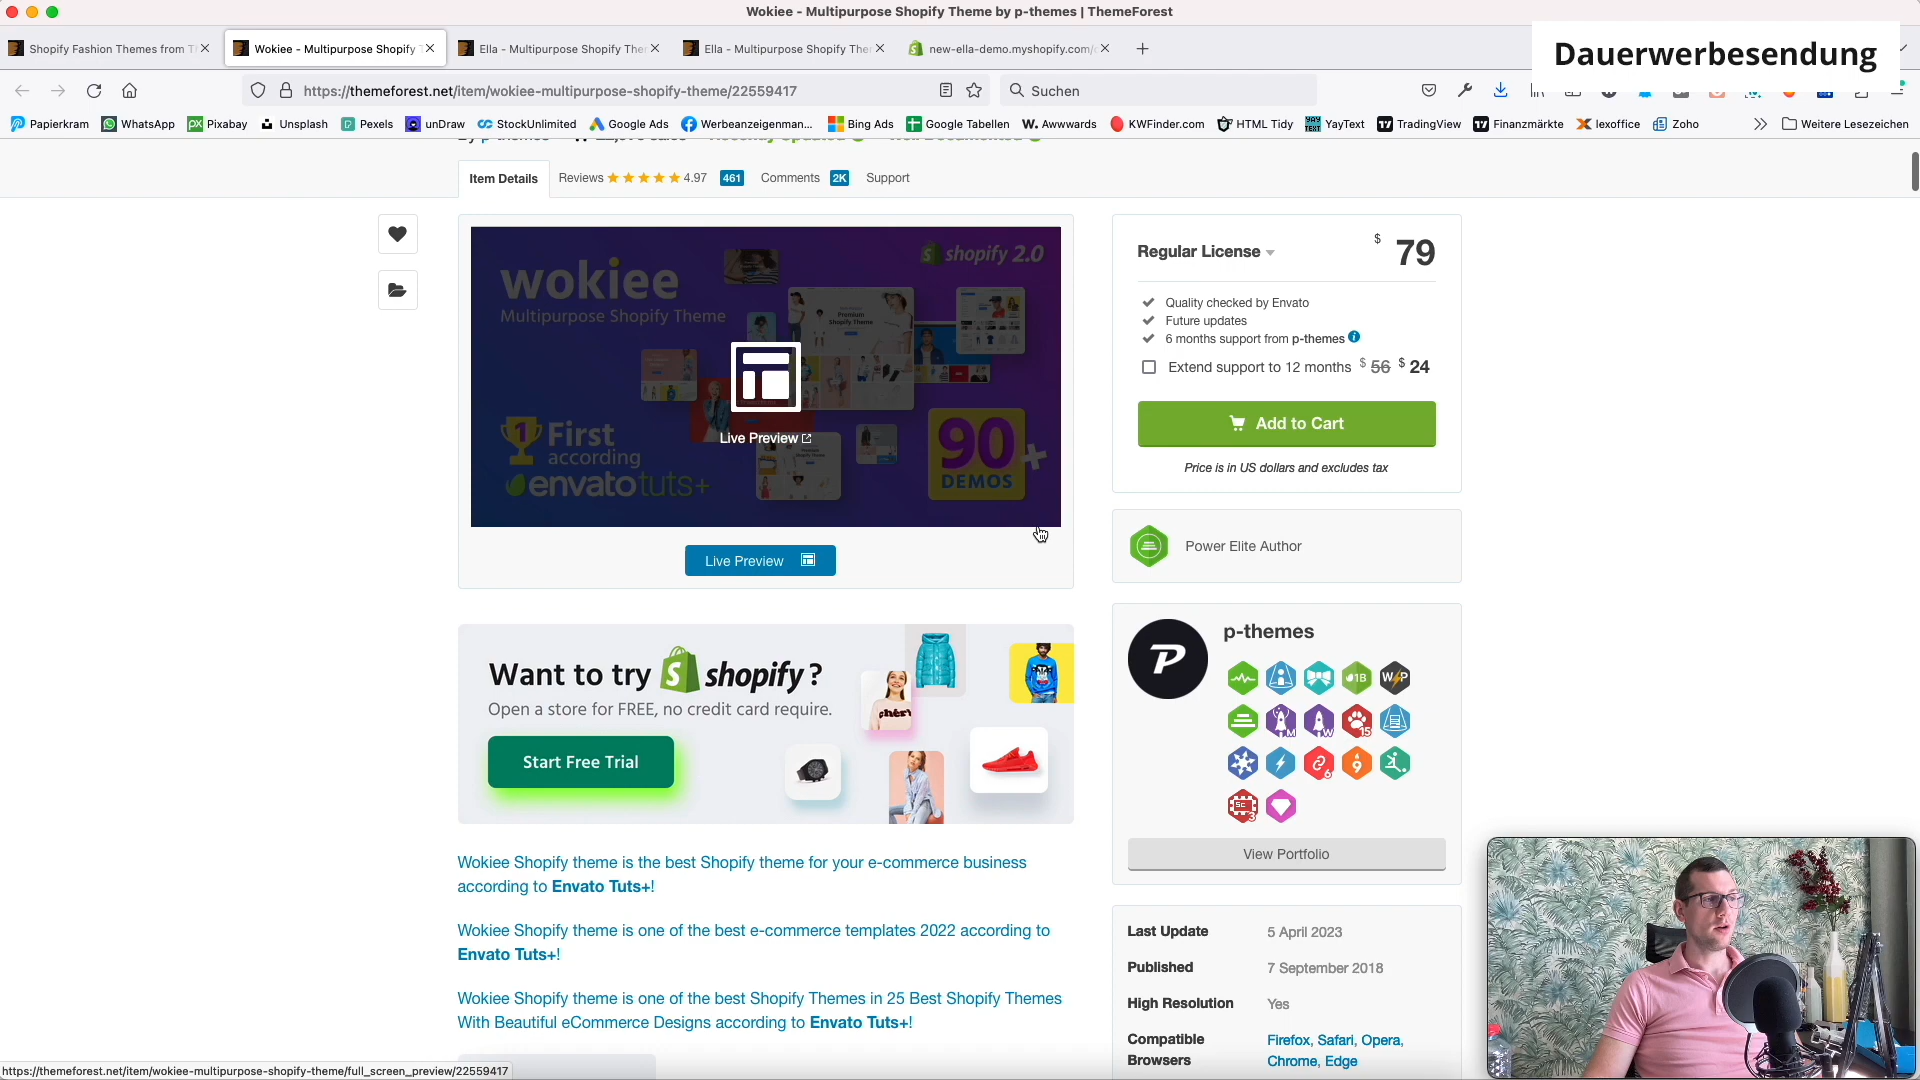 Wokiee - Multipurpose Shopify Theme by p-themes | ThemeForest
Shopify Fashion Themes from T
Wokiee - Multipurpose Shopify
Ella - Multipurpose Shopify The
Ella - Multipurpose Shopify The
new-ella-demo.myshopify.com/
Dauerwerbesendung
https://themeforest.net/item/wokiee-multipurpose-shopify-theme/22559417
Suchen
Papierkram WhatsApp Pixabay Unsplash Pexels unDraw StockUnlimited Google Ads Werbeanzeigenman... Bing Ads Google Tabellen Awwwards KWFinder.com HTML Tidy YayText TradingView Finanzmärkte lexoffice Zoho Weitere Lesezeichen
Item Details Reviews 4.97 461 Comments 2K Support
wokiee
Multipurpose Shopify Theme
shopify 2.0
Live Preview
1 First
according
envatotuts+
90+
DEMOS
Live Preview
Regular License $ 79
Quality checked by Envato
Future updates
6 months support from p-themes
Extend support to 12 months $ 56 $ 24
Add to Cart
Price is in US dollars and excludes tax
Power Elite Author
p-themes
View Portfolio
Want to try shopify?
Open a store for FREE, no credit card require.
Start Free Trial
Wokiee Shopify theme is the best Shopify theme for your e-commerce business
according to Envato Tuts+!
Wokiee Shopify theme is one of the best e-commerce templates 2022 according to
Envato Tuts+!
Wokiee Shopify theme is one of the best Shopify Themes in 25 Best Shopify Themes
With Beautiful eCommerce Designs according to Envato Tuts+!
Last Update 5 April 2023
Published 7 September 2018
High Resolution Yes
Compatible Browsers Firefox, Safari, Opera,
Chrome, Edge
https://themeforest.net/item/wokiee-multipurpose-shopify-theme/full_screen_preview/22559417